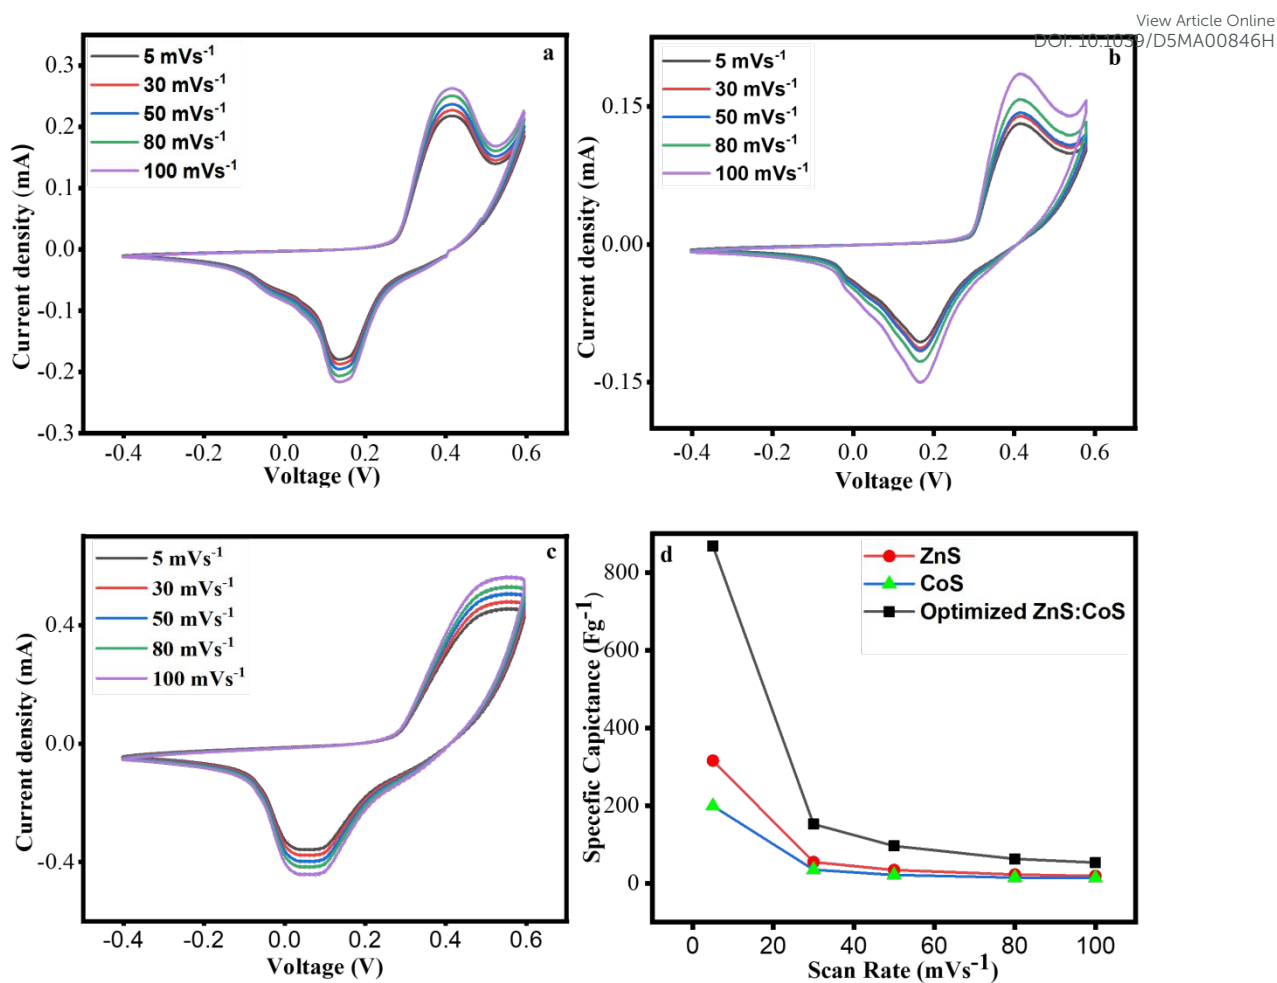 View Article Online
DOI: 10.1039/D5MA00846H
a
5 mVs-1
30 mVs-1
50 mVs-1
80 mVs-1
100 mVs-1
0.3
0.2
0.1
0.0
-0.1
-0.2
-0.3
Current density (mA)
-0.4 -0.2 0.0 0.2 0.4 0.6
Voltage (V)
b
5 mVs-1
30 mVs-1
50 mVs-1
80 mVs-1
100 mVs-1
0.15
0.00
-0.15
Current density (mA)
-0.4 -0.2 0.0 0.2 0.4 0.6
Voltage (V)
c
5 mVs-1
30 mVs-1
50 mVs-1
80 mVs-1
100 mVs-1
0.4
0.0
-0.4
Current density (mA)
-0.4 -0.2 0.0 0.2 0.4 0.6
Voltage (V)
d
ZnS
CoS
Optimized ZnS:CoS
800
600
400
200
0
Specefic Capictance (Fg-1)
0 20 40 60 80 100
Scan Rate (mVs-1)